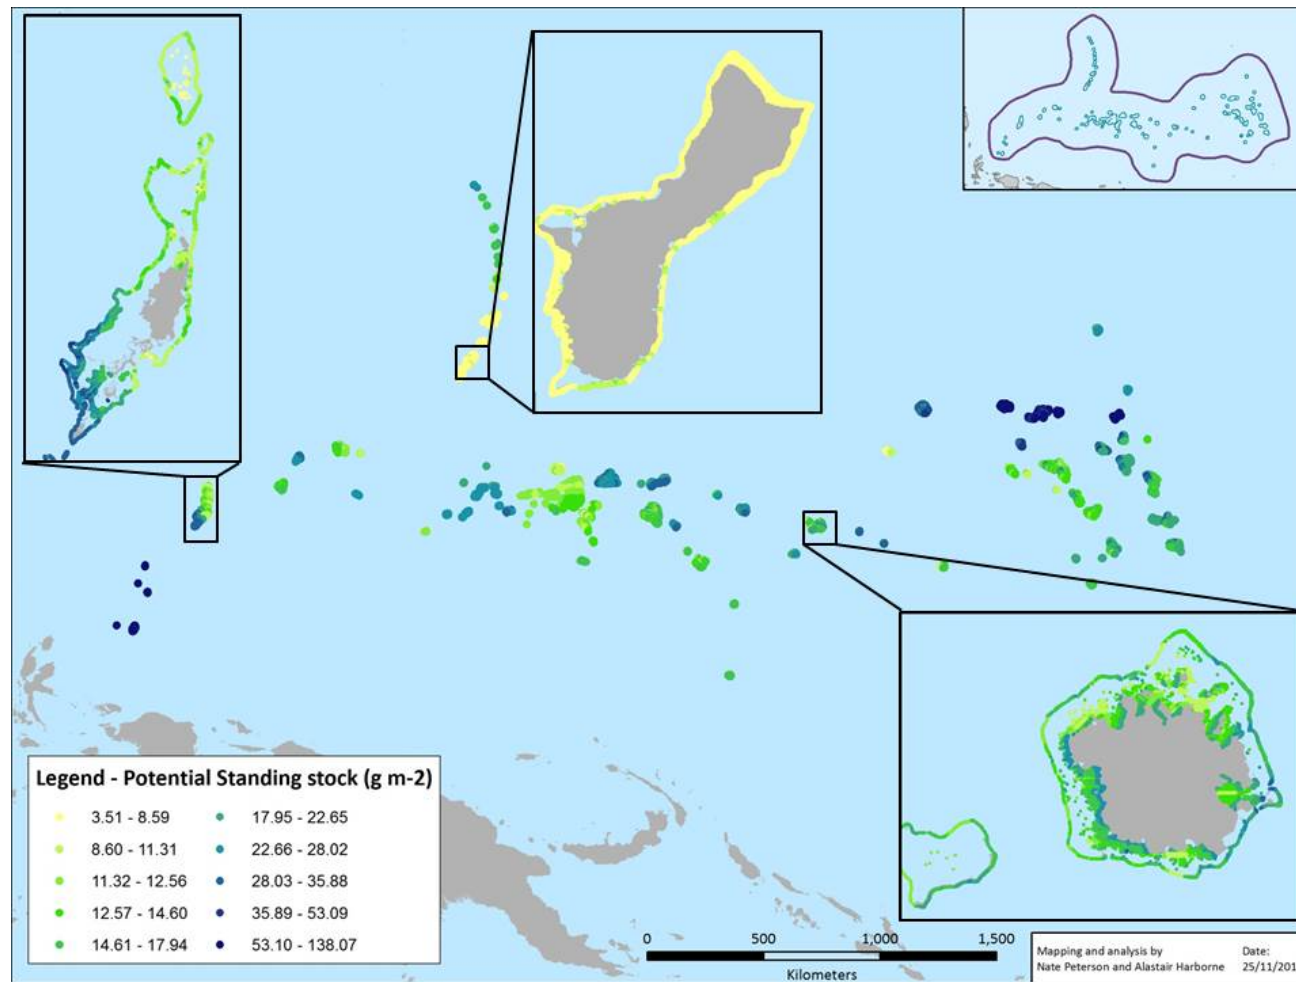 Legend - Potential Standing stock (g m-2)
3.51 - 8.59
8.60 - 11.31
11.32 - 12.56
12.57 - 14.60
14.61 - 17.94
17.95 - 22.65
22.66 - 28.02
28.03 - 35.88
35.89 - 53.09
53.10 - 138.07
0 500 1,000 1,500
Kilometers
Mapping and analysis by
Nate Peterson and Alastair Harborne
Date:
25/11/201